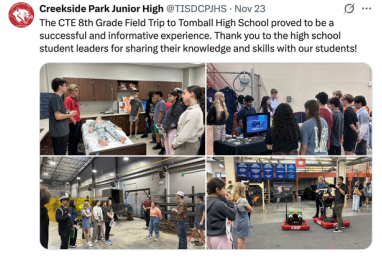 Creekside Park Junior High @TISDCPJHS · Nov 23
The CTE 8th Grade Field Trip to Tomball High School proved to be a
successful and informative experience. Thank you to the high school
student leaders for sharing their knowledge and skills with our students!